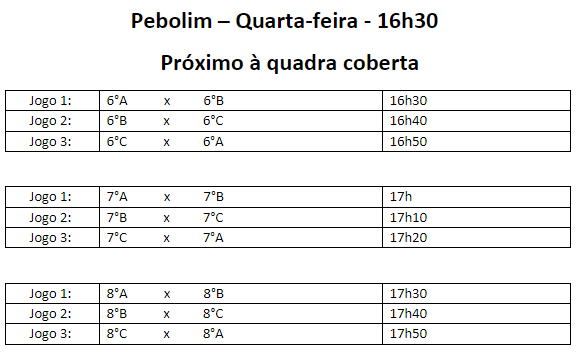 Pebolim – Quarta-feira - 16h30
Próximo à quadra coberta
Jogo 1: 6°A x 6°B 16h30
Jogo 2: 6°B x 6°C 16h40
Jogo 3: 6°C x 6°A 16h50
Jogo 1: 7°A x 7°B 17h
Jogo 2: 7°B x 7°C 17h10
Jogo 3: 7°C x 7°A 17h20
Jogo 1: 8°A x 8°B 17h30
Jogo 2: 8°B x 8°C 17h40
Jogo 3: 8°C x 8°A 17h50